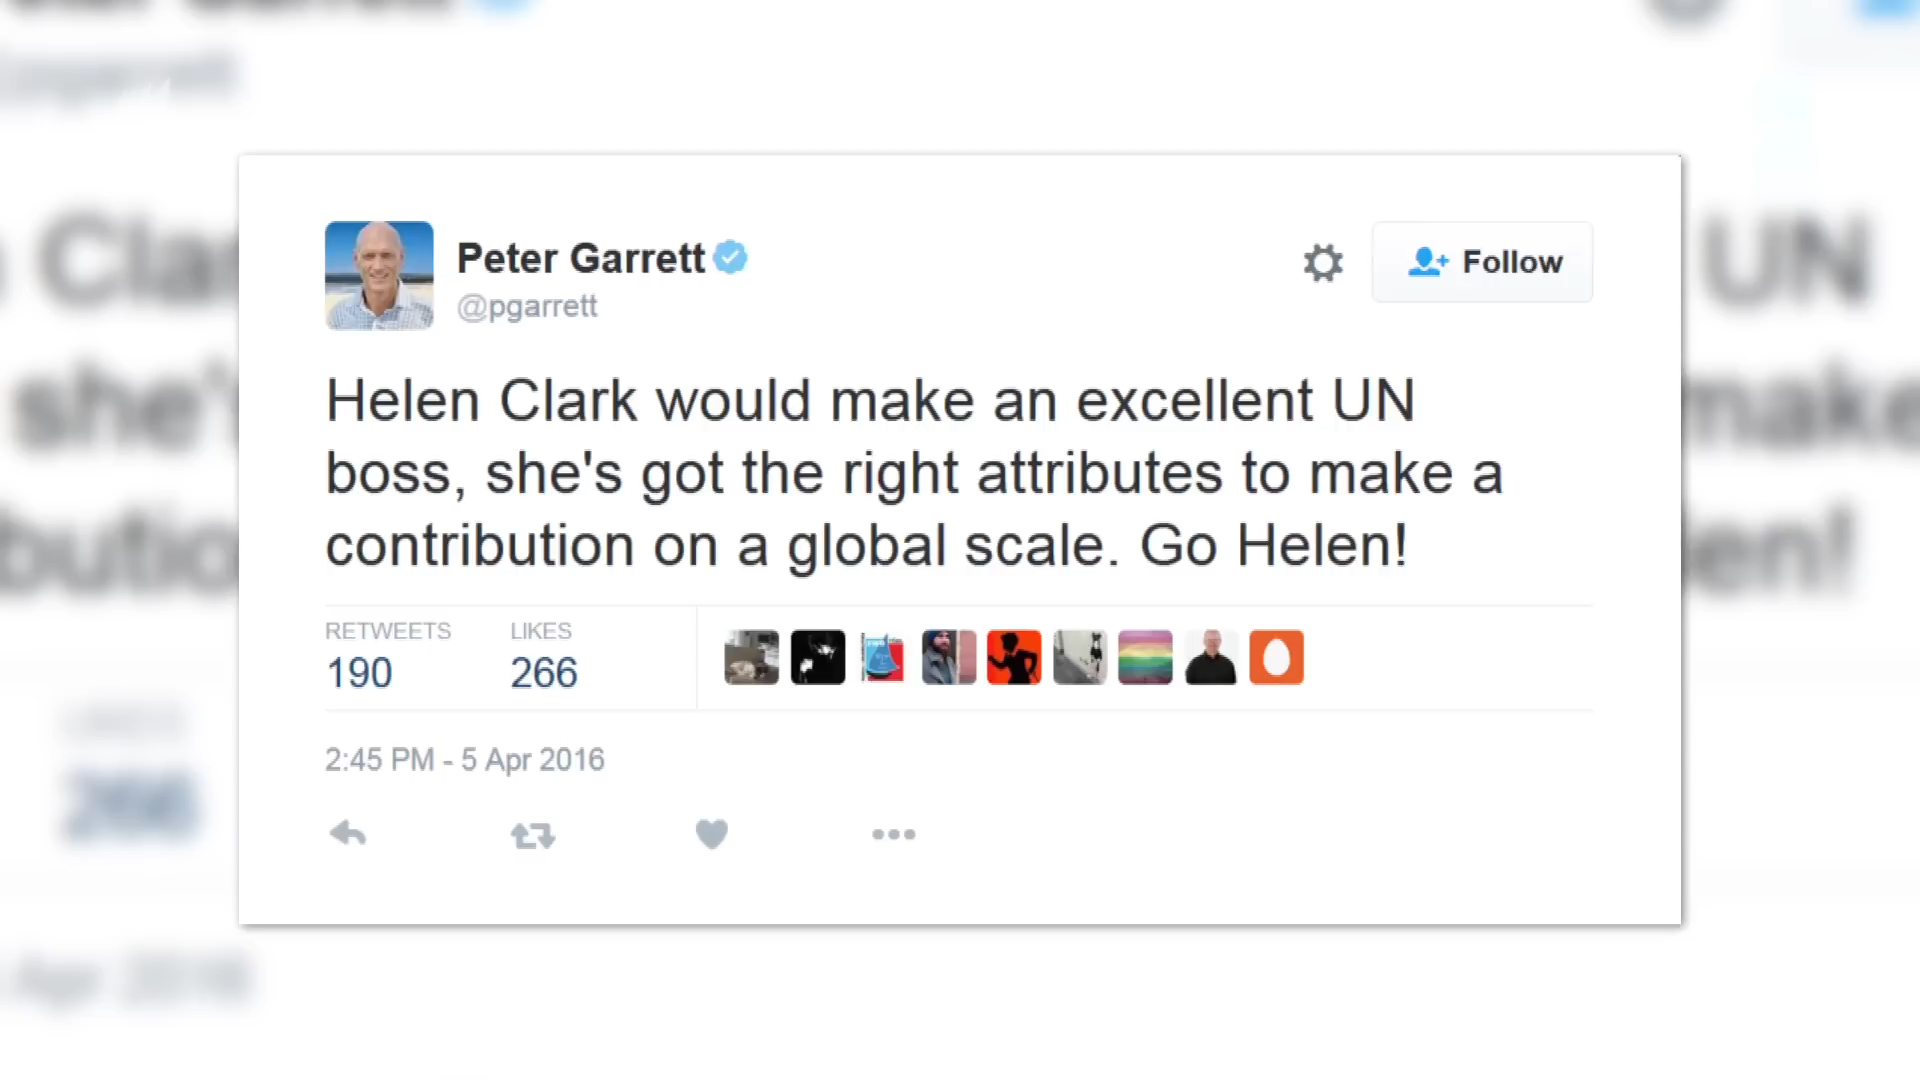 Peter Garrett
@pgarrett
Follow
Helen Clark would make an excellent UN
boss, she's got the right attributes to make a
contribution on a global scale. Go Helen!
RETWEETS
190
LIKES
266
2:45 PM - 5 Apr 2016